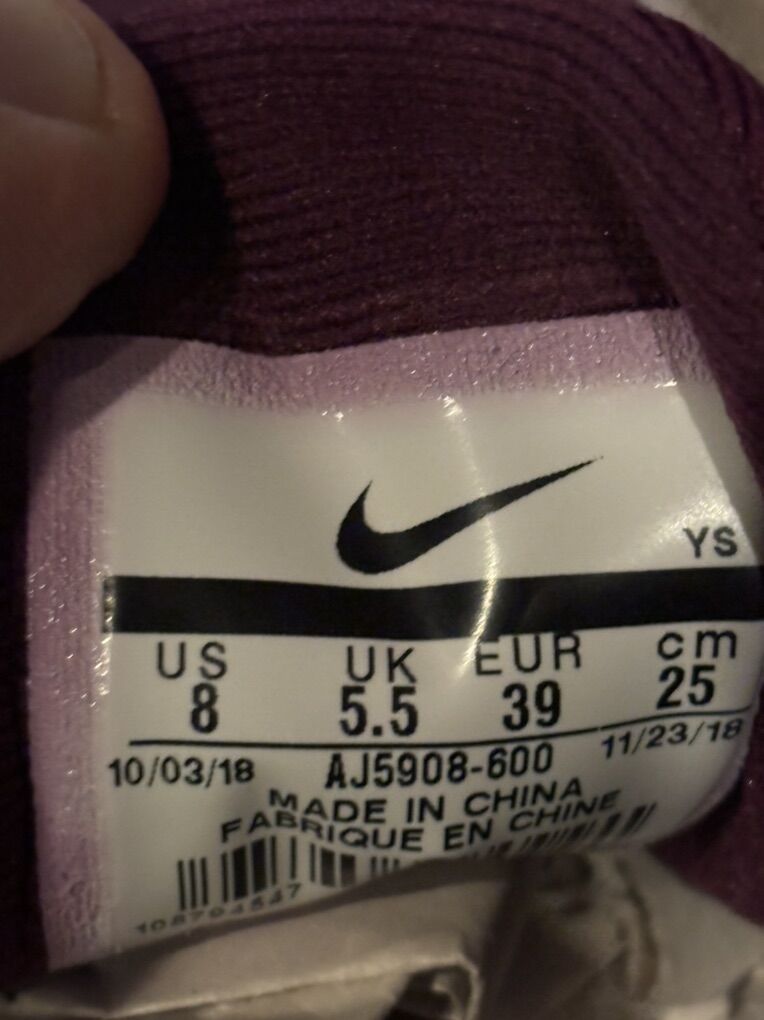 YS
US UK EUR cm
8 5.5 39 25
10/03/18 AJ5908-600 11/23/18
MADE IN CHINA
FABRIQUE EN CHINE
108794547